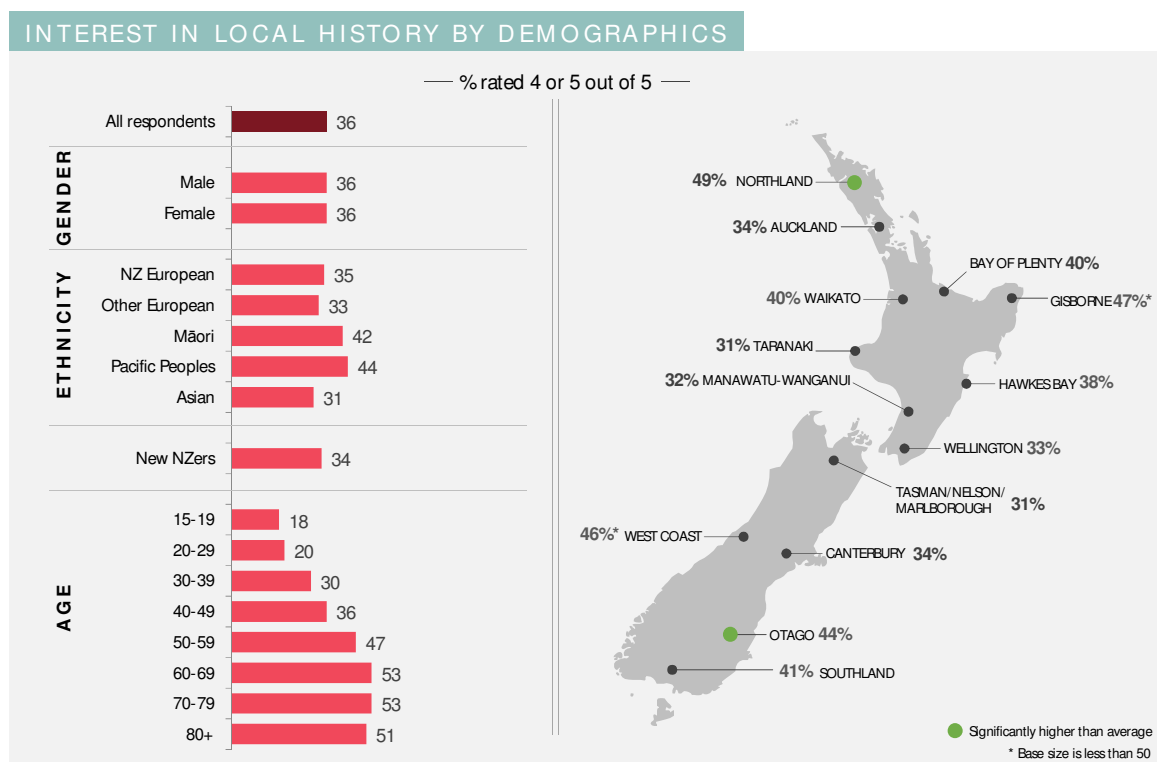 INTEREST IN LOCAL HISTORY BY DEMOGRAPHICS
% rated 4 or 5 out of 5
All respondents 36
GENDER
Male 36
Female 36
ETHNICITY
NZ European 35
Other European 33
Māori 42
Pacific Peoples 44
Asian 31
New NZers 34
AGE
15-19 18
20-29 20
30-39 30
40-49 36
50-59 47
60-69 53
70-79 53
80+ 51
49% NORTHLAND
34% AUCKLAND
BAY OF PLENTY 40%
40% WAIKATO
GISBORNE 47%*
31% TARANAKI
32% MANAWATU-WANGANUI
HAWKES BAY 38%
WELLINGTON 33%
TASMAN/NELSON/
MARLBOROUGH 31%
46%* WEST COAST
CANTERBURY 34%
OTAGO 44%
41% SOUTHLAND
Significantly higher than average
* Base size is less than 50